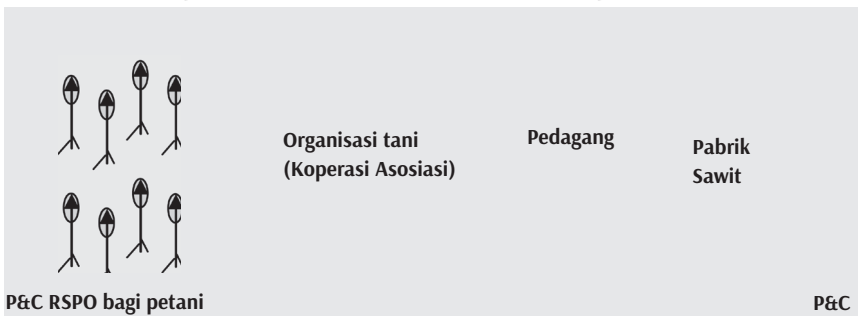 Organisasi tani
(Koperasi Asosiasi)
Pedagang
Pabrik
Sawit
P&C RSPO bagi petani
P&C